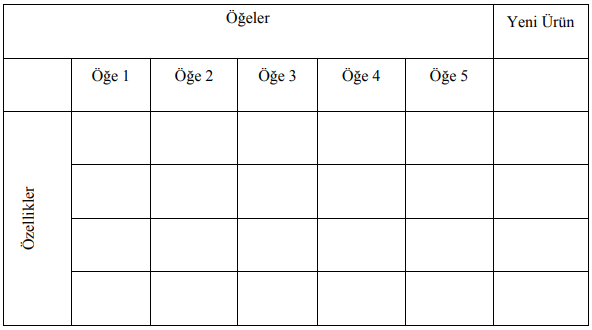 Öğeler Yeni Ürün
Öğe 1 Öğe 2 Öğe 3 Öğe 4 Öğe 5
Özellikler